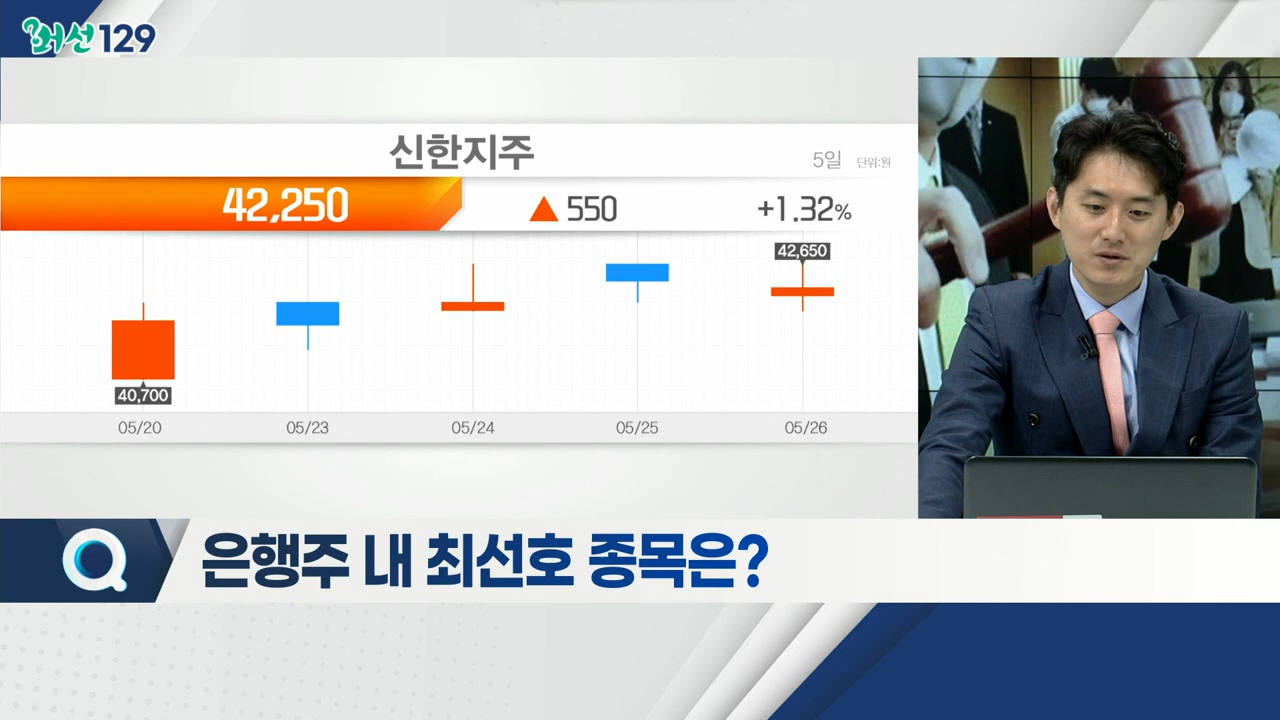 머선129
신한지주
5일 단위:원
42,250 ▲ 550 +1.32%
42,650
40,700
05/20 05/23 05/24 05/25 05/26
Q 은행주 내 최선호 종목은?